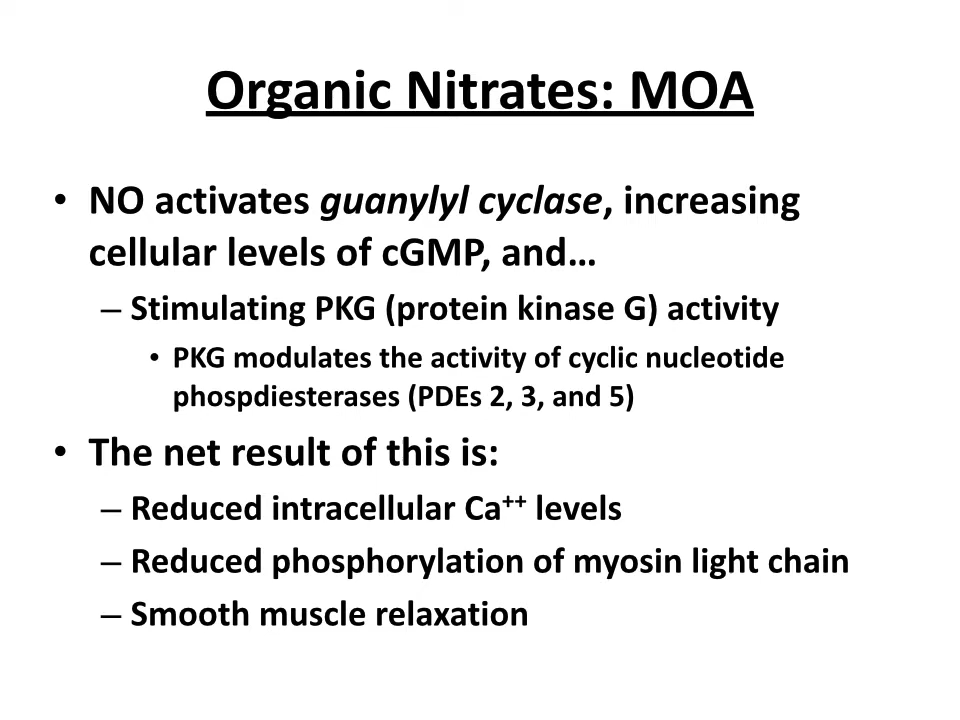 Organic Nitrates: MOA
• NO activates guanylyl cyclase, increasing
cellular levels of cGMP, and…
– Stimulating PKG (protein kinase G) activity
• PKG modulates the activity of cyclic nucleotide
phospdiesterases (PDEs 2, 3, and 5)
• The net result of this is:
– Reduced intracellular Ca⁺⁺ levels
– Reduced phosphorylation of myosin light chain
– Smooth muscle relaxation